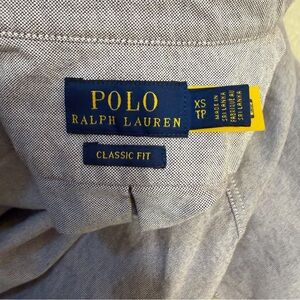 POLO
RALPH LAUREN
CLASSIC FIT
XS
TP
MADE IN
SRI LANKA
FABRIQUÉ AU
SRI LANKA